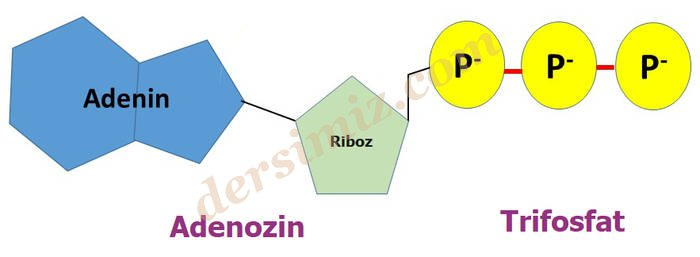 Adenin
Riboz
P- P- P-
dersimiz.com
Adenozin
Trifosfat